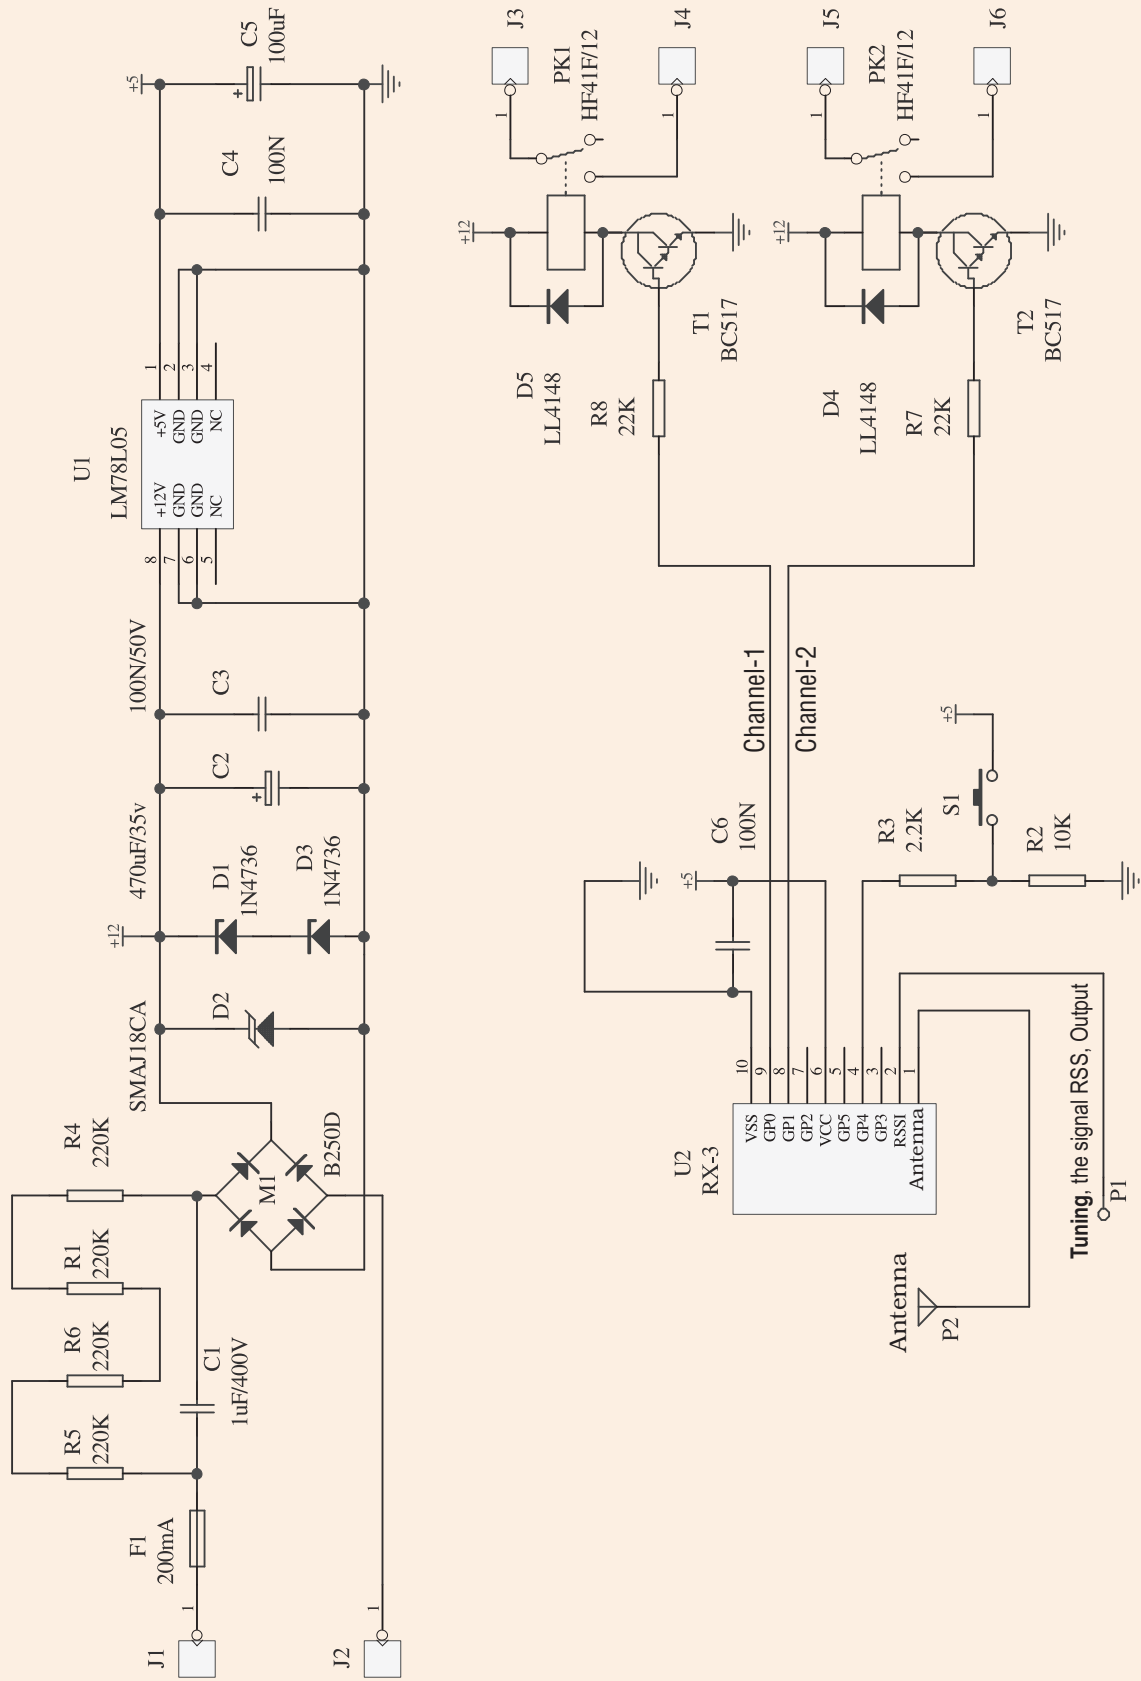 J1
1
F1
200mA
R5
220K
R6
220K
R1
220K
R4
220K
C1
1uF/400V
J2
1
M1
B250D
SMAJ18CA
D2
+12
D1
1N4736
D3
1N4736
470uF/35v
+
C2
100N/50V
C3
U1
LM78L05
8
7
6
5
+12V
GND
GND
NC
+5V
GND
GND
NC
1
2
3
4
C4
100N
+5
+
C5
100uF
Antenna
P2
Tuning, the signal RSS, Output
P1
U2
RX-3
VSS
GP0
GP1
GP2
VCC
GP5
GP4
GP3
RSSI
Antenna
10
9
8
7
6
5
4
3
2
1
+5
C6
100N
Channel-1
Channel-2
R3
2.2K
R2
10K
S1
+5
R8
22K
D5
LL4148
T1
BC517
+12
PK1
HF41F/12
1
J3
1
J4
R7
22K
D4
LL4148
T2
BC517
+12
PK2
HF41F/12
1
J5
1
J6